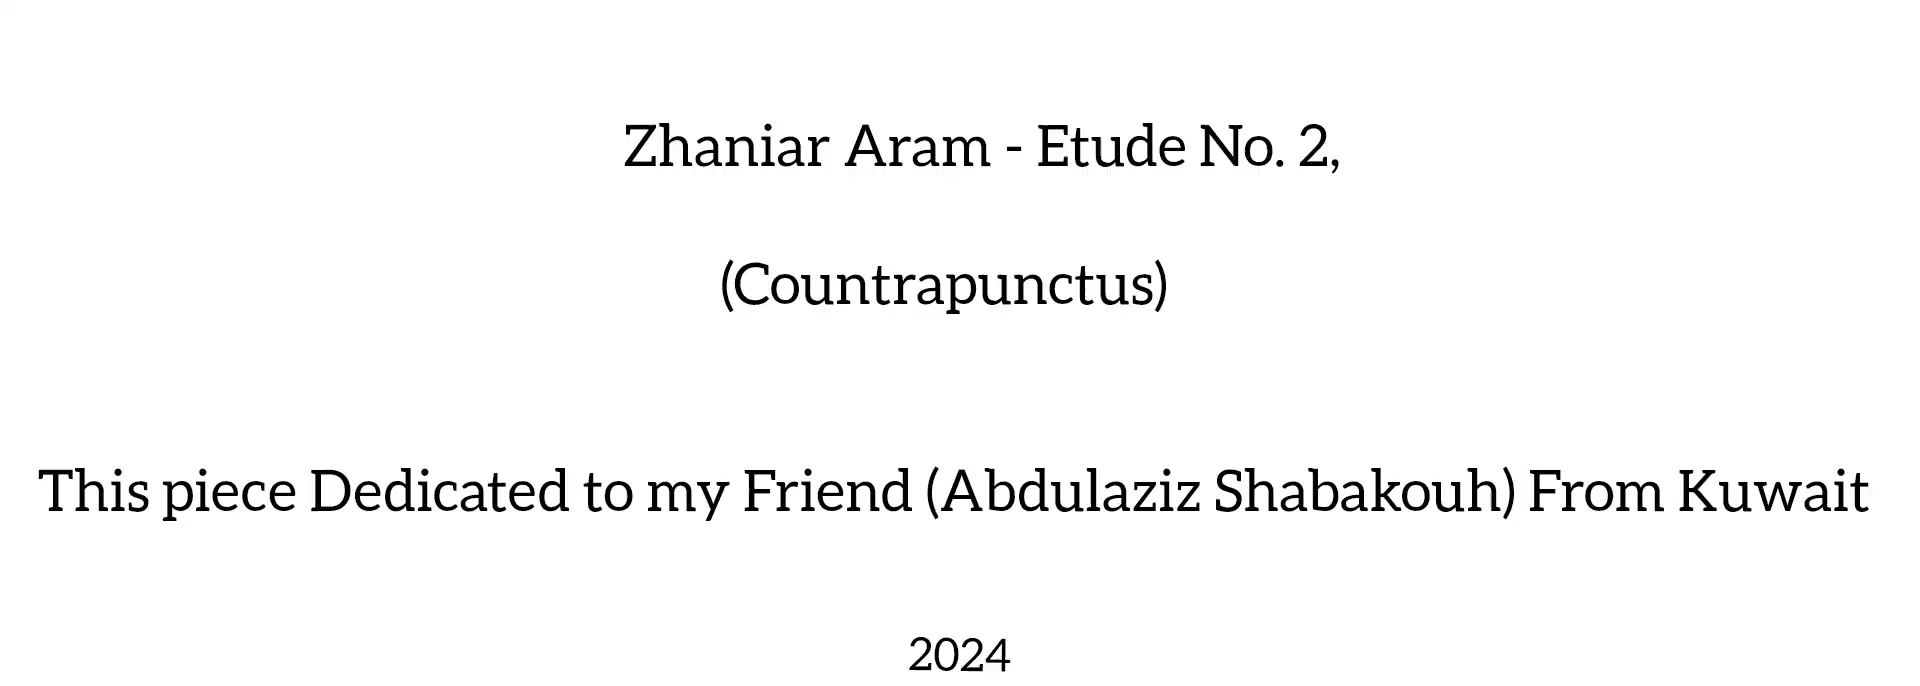 Zhaniar Aram - Etude No. 2,
(Countrapunctus)
This piece Dedicated to my Friend (Abdulaziz Shabakouh) From Kuwait
2024